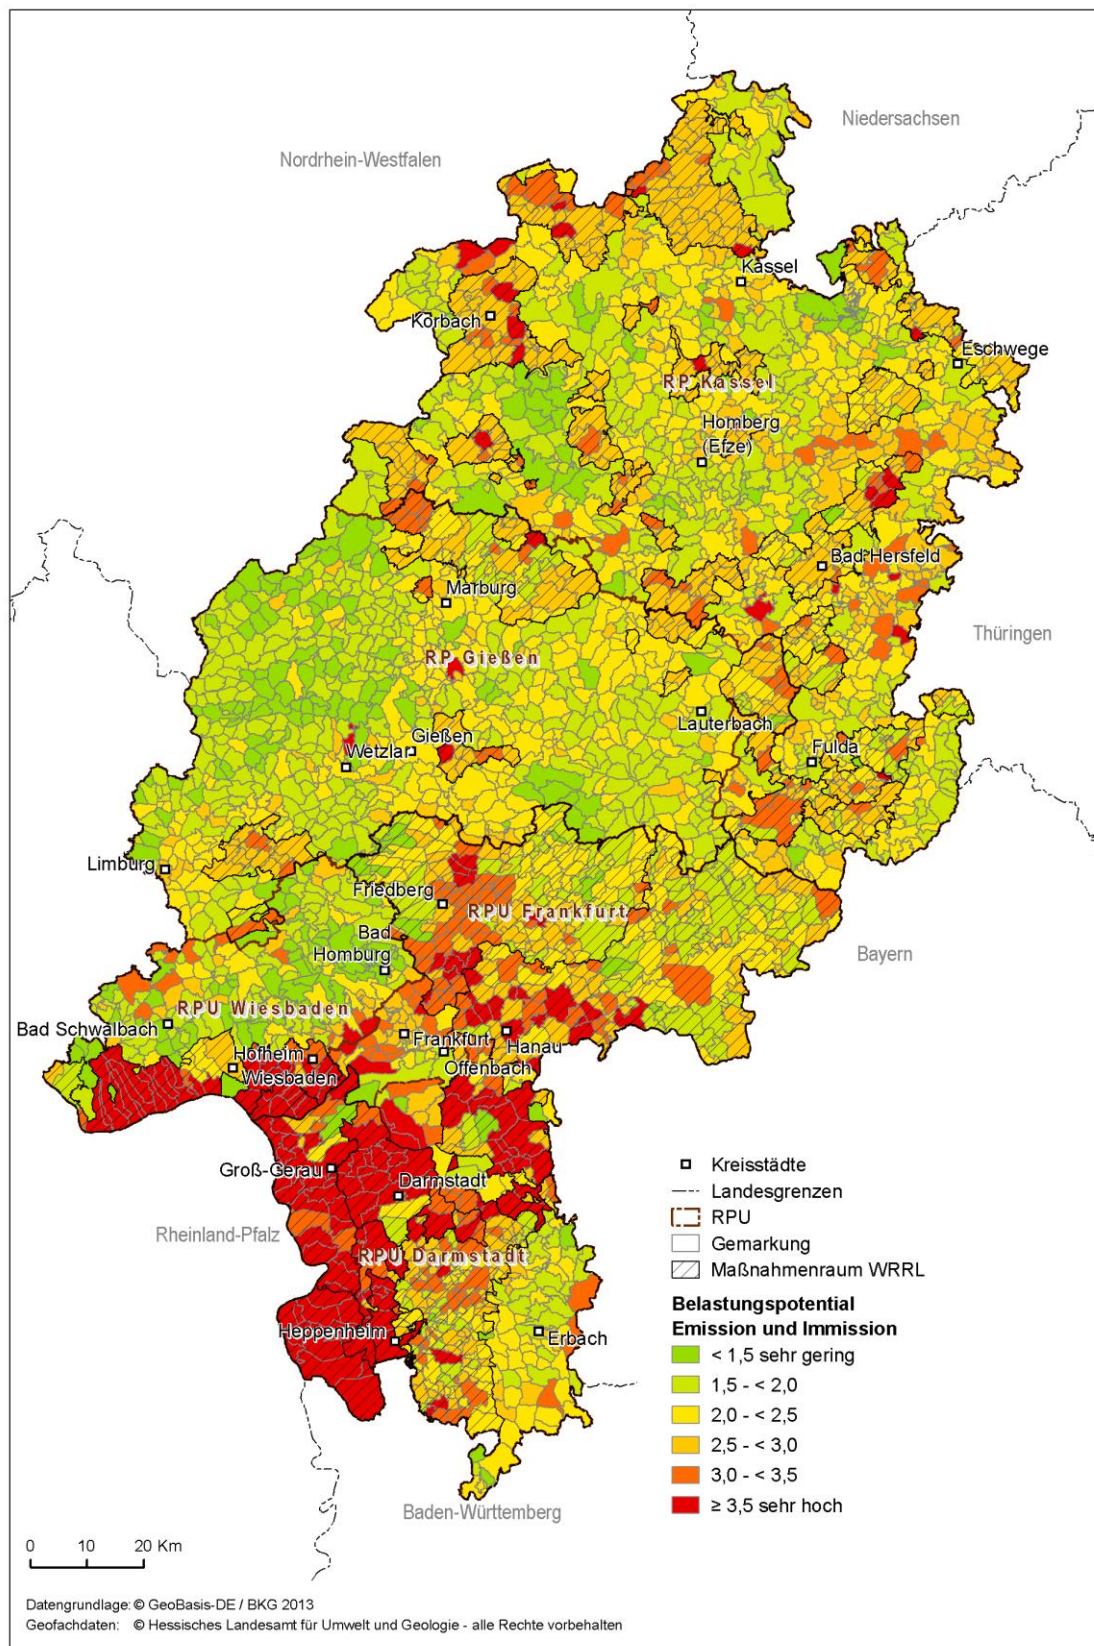 Niedersachsen
Nordrhein-Westfalen
Kassel
Korbach
Eschwege
RP Kassel
Homberg
(Efze)
Bad Hersfeld
Marburg
Thüringen
RP Gießen
Lauterbach
Gießen
Wetzlar
Fulda
Limburg
Friedberg
RPU Frankfurt
Bad
Homburg
Bayern
RPU Wiesbaden
Bad Schwalbach
Frankfurt
Hanau
Hofheim
Offenbach
Wiesbaden
Groß-Gerau
Darmstadt
Rheinland-Pfalz
RPU Darmstadt
Heppenheim
Erbach
Baden-Württemberg
Kreisstädte
Landesgrenzen
RPU
Gemarkung
Maßnahmenraum WRRL
Belastungspotential
Emission und Immission
< 1,5 sehr gering
1,5 - < 2,0
2,0 - < 2,5
2,5 - < 3,0
3,0 - < 3,5
≥ 3,5 sehr hoch
0 10 20 Km
Datengrundlage: © GeoBasis-DE / BKG 2013
Geofachdaten: © Hessisches Landesamt für Umwelt und Geologie - alle Rechte vorbehalten